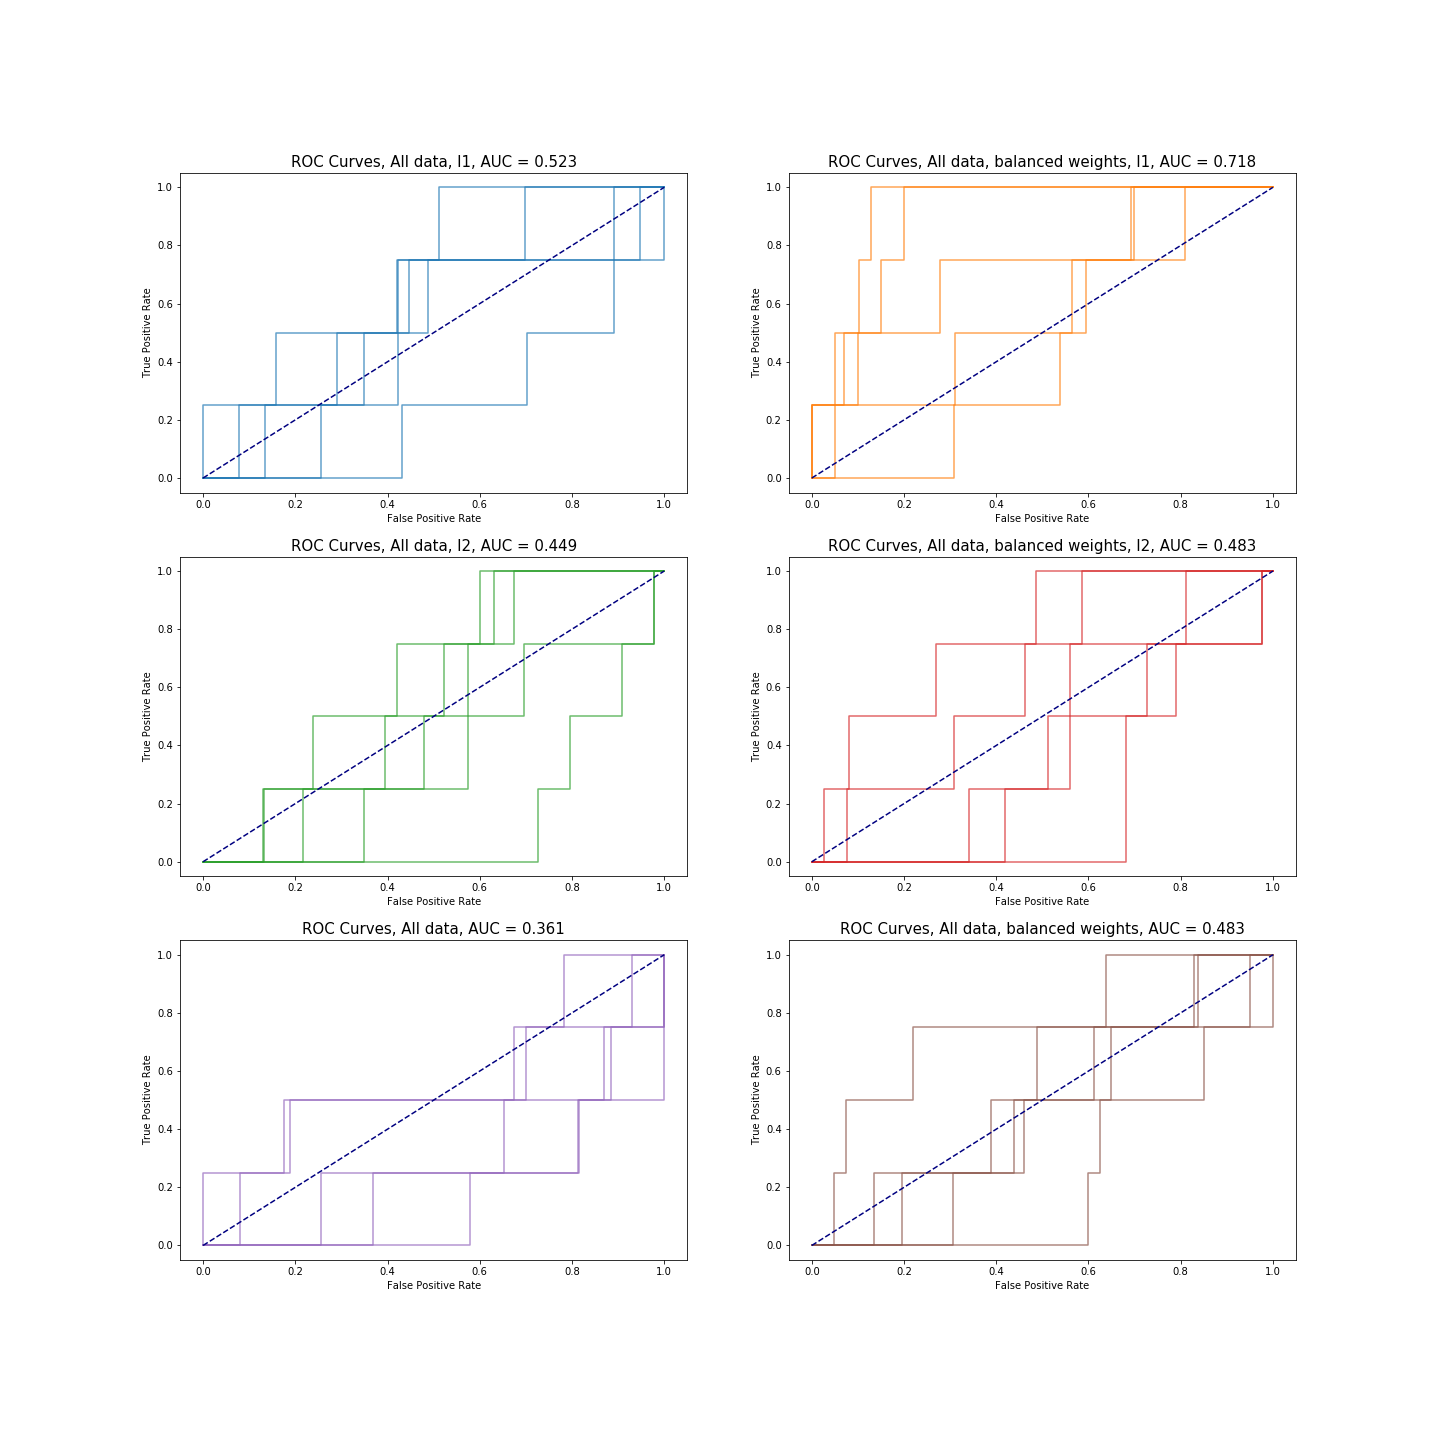 ROC Curves, All data, l1, AUC = 0.523
1.0
0.8
0.6
0.4
0.2
0.0
True Positive Rate
0.0 0.2 0.4 0.6 0.8 1.0
False Positive Rate
ROC Curves, All data, balanced weights, l1, AUC = 0.718
1.0
0.8
0.6
0.4
0.2
0.0
True Positive Rate
0.0 0.2 0.4 0.6 0.8 1.0
False Positive Rate
ROC Curves, All data, l2, AUC = 0.449
1.0
0.8
0.6
0.4
0.2
0.0
True Positive Rate
0.0 0.2 0.4 0.6 0.8 1.0
False Positive Rate
ROC Curves, All data, balanced weights, l2, AUC = 0.483
1.0
0.8
0.6
0.4
0.2
0.0
True Positive Rate
0.0 0.2 0.4 0.6 0.8 1.0
False Positive Rate
ROC Curves, All data, AUC = 0.361
1.0
0.8
0.6
0.4
0.2
0.0
True Positive Rate
0.0 0.2 0.4 0.6 0.8 1.0
False Positive Rate
ROC Curves, All data, balanced weights, AUC = 0.483
1.0
0.8
0.6
0.4
0.2
0.0
True Positive Rate
0.0 0.2 0.4 0.6 0.8 1.0
False Positive Rate